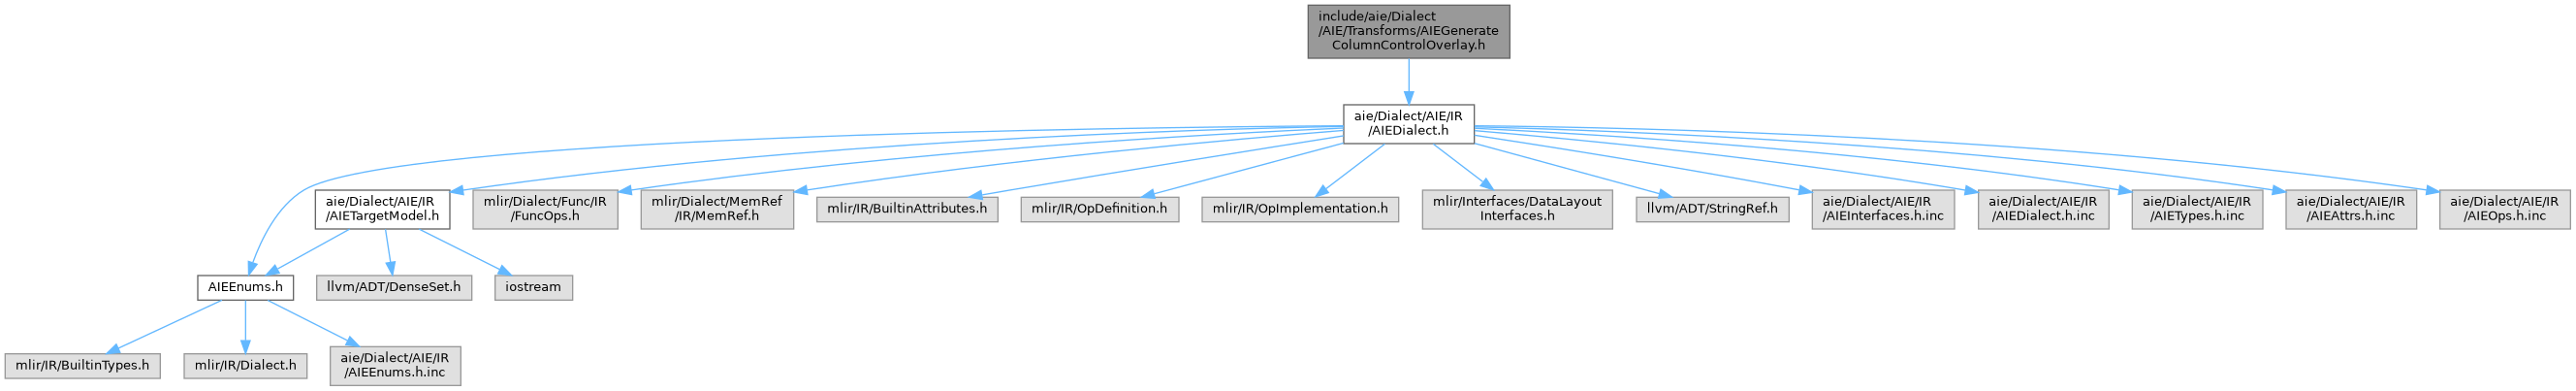 include/aie/Dialect
/AIE/Transforms/AIEGenerate
ColumnControlOverlay.h
aie/Dialect/AIE/IR
/AIEDialect.h
aie/Dialect/AIE/IR
/AIETargetModel.h
mlir/Dialect/Func/IR
/FuncOps.h
mlir/Dialect/MemRef
/IR/MemRef.h
mlir/IR/BuiltinAttributes.h
mlir/IR/OpDefinition.h
mlir/IR/OpImplementation.h
mlir/Interfaces/DataLayout
Interfaces.h
llvm/ADT/StringRef.h
aie/Dialect/AIE/IR
/AIEInterfaces.h.inc
aie/Dialect/AIE/IR
/AIEDialect.h.inc
aie/Dialect/AIE/IR
/AIETypes.h.inc
aie/Dialect/AIE/IR
/AIEAttrs.h.inc
aie/Dialect/AIE/IR
/AIEOps.h.inc
AIEEnums.h
llvm/ADT/DenseSet.h
iostream
mlir/IR/BuiltinTypes.h
mlir/IR/Dialect.h
aie/Dialect/AIE/IR
/AIEEnums.h.inc